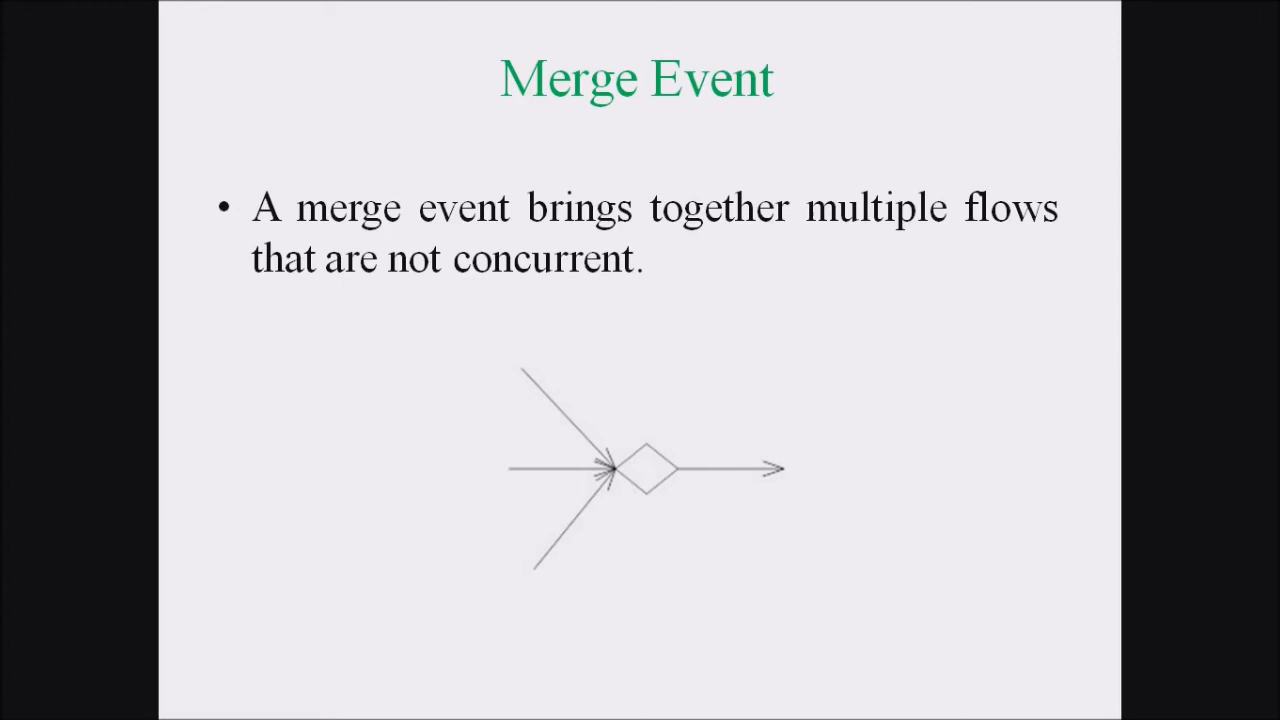 Merge Event
• A merge event brings together multiple flows
that are not concurrent.